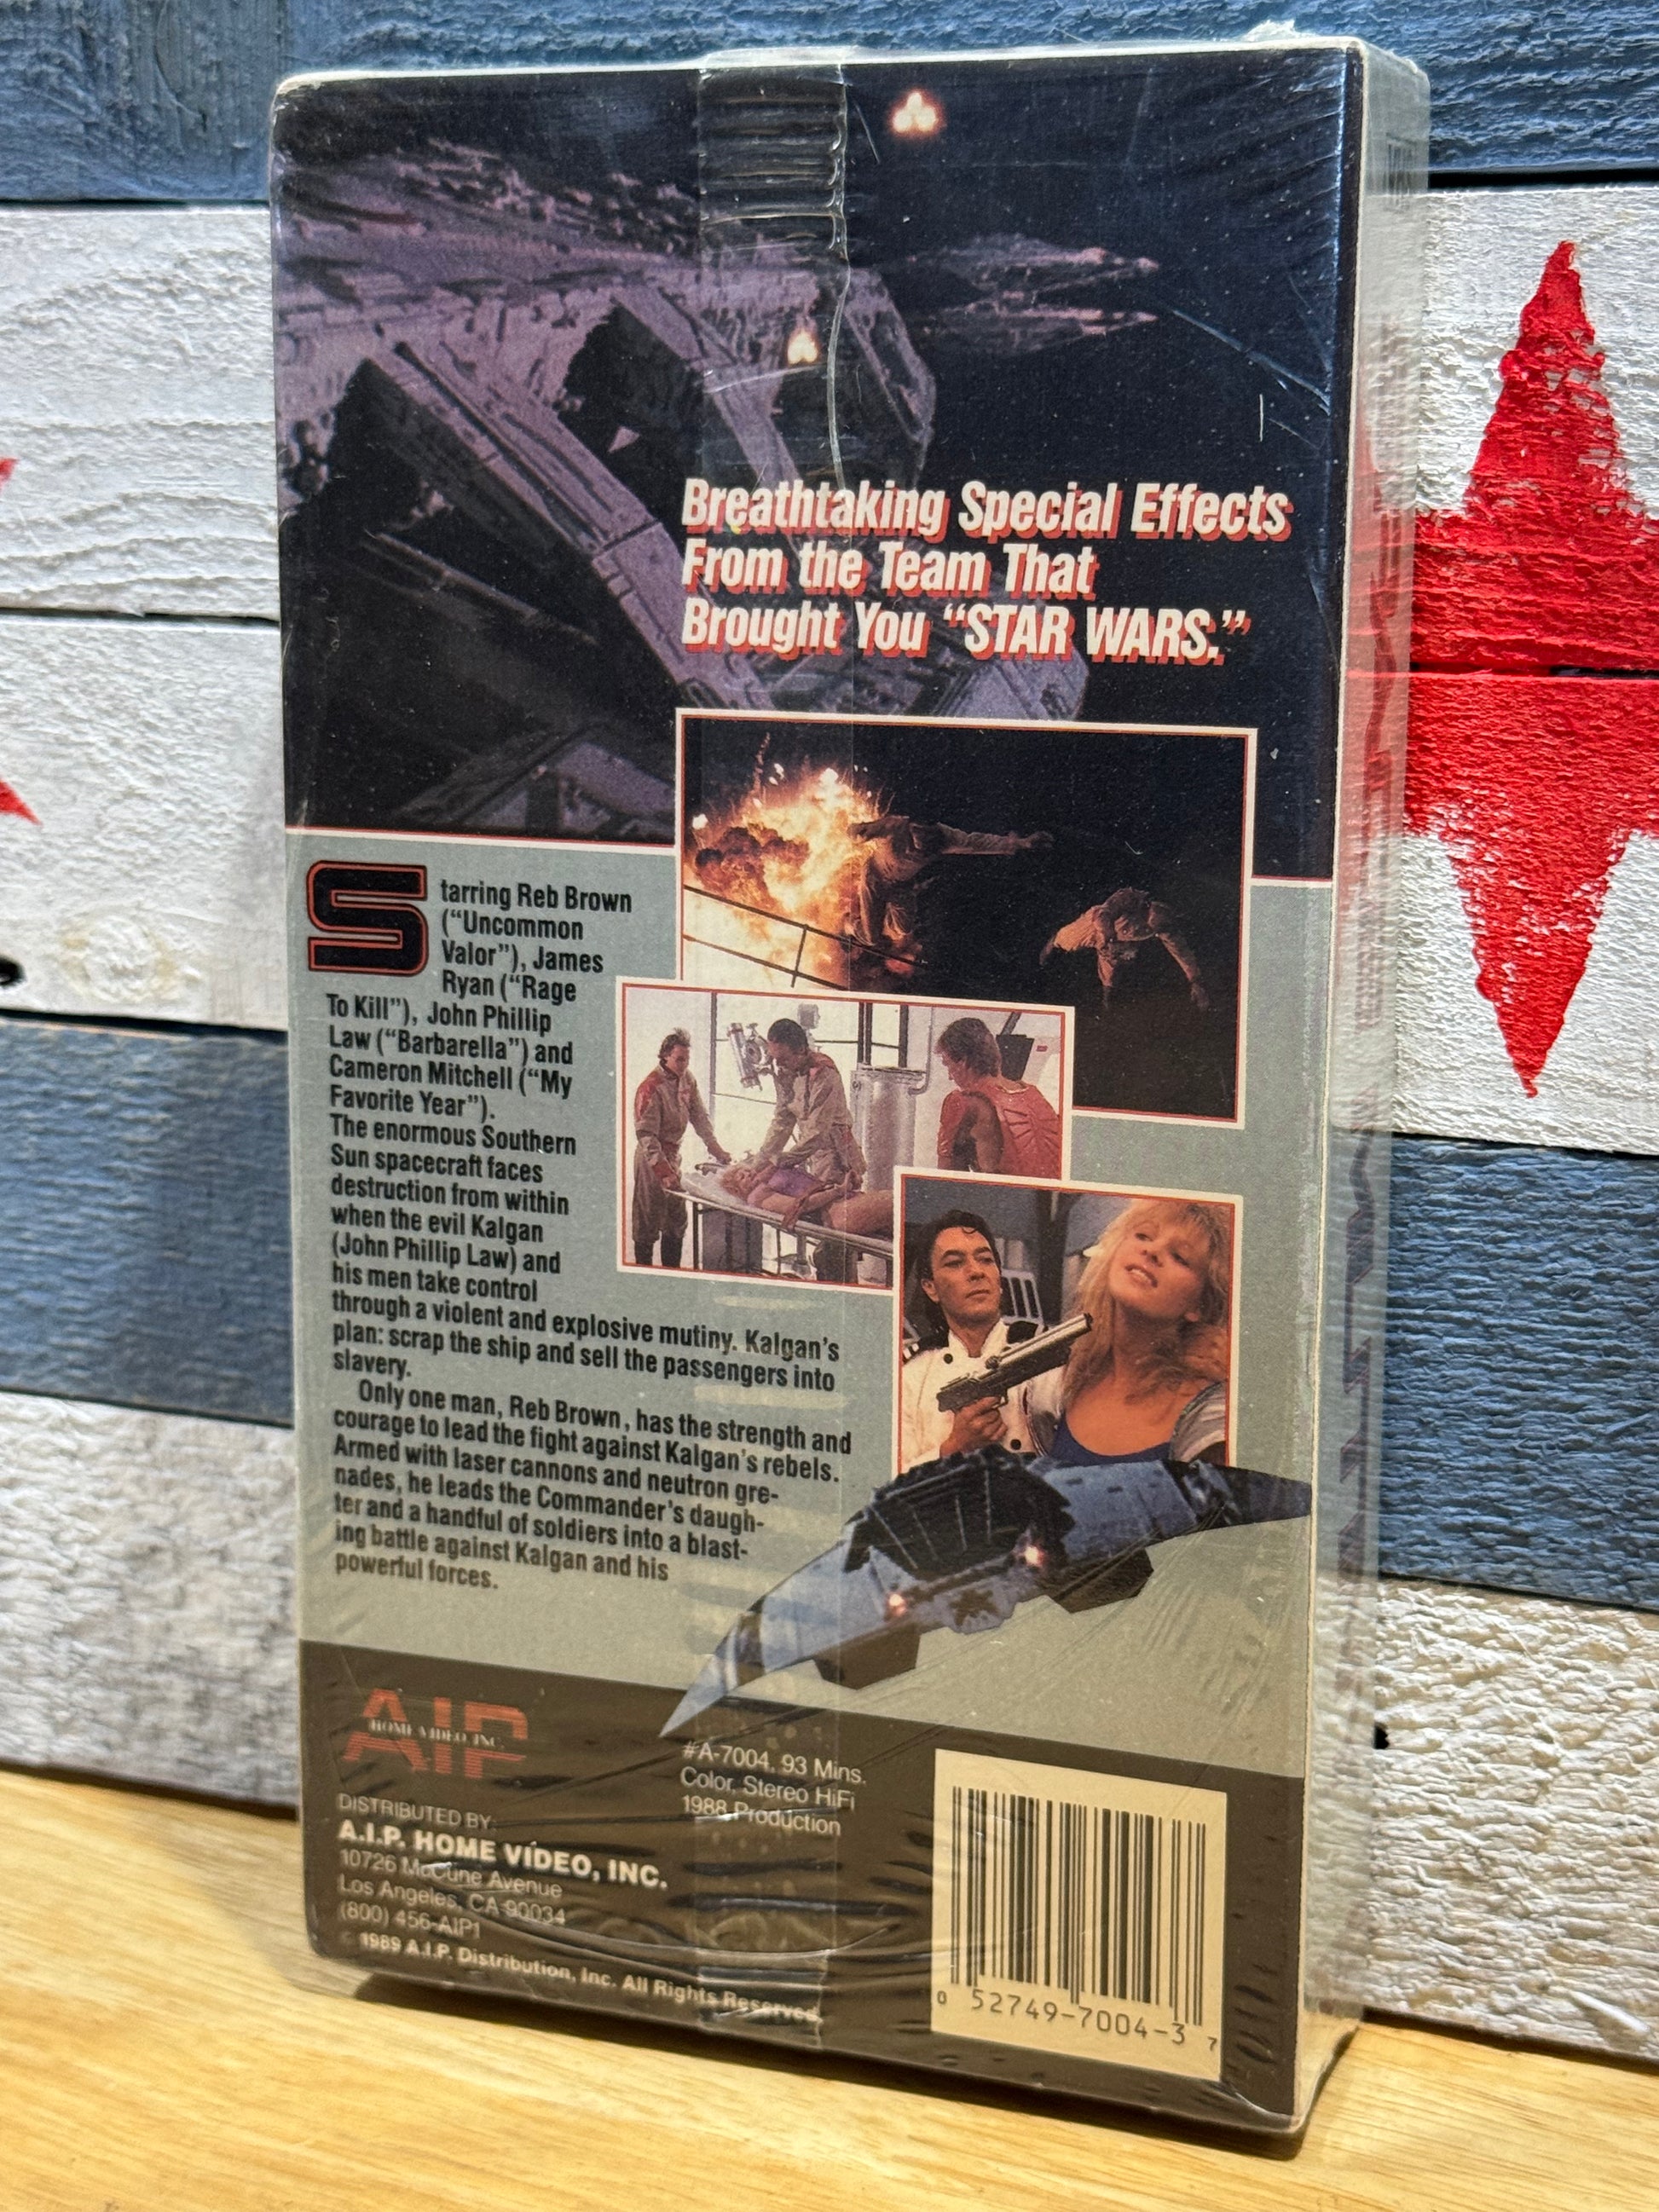 Breathtaking Special Effects
From the Team That
Brought You “STAR WARS.”
Starring Reb Brown
(“Uncommon
Valor”), James
Ryan (“Rage
To Kill”), John Phillip
Law (“Barbarella”) and
Cameron Mitchell (“My
Favorite Year”).
The enormous Southern
Sun spacecraft faces
destruction from within
when the evil Kalgan
(John Phillip Law) and
his men take control
through a violent and explosive mutiny. Kalgan’s
plan: scrap the ship and sell the passengers into
slavery.
Only one man, Reb Brown, has the strength and
courage to lead the fight against Kalgan’s rebels.
Armed with laser cannons and neutron gre-
nades, he leads the Commander’s daugh-
ter and a handful of soldiers into a blast-
ing battle against Kalgan and his
powerful forces.
AIP
HOME VIDEO, INC.
DISTRIBUTED BY:
A.I.P. HOME VIDEO, INC.
10726 McCune Avenue
Los Angeles, CA 90034
(800) 456-AIP1
© 1989 A.I.P. Distribution, Inc. All Rights Reserved.
#A-7004, 93 Mins.
Color, Stereo HiFi
1988 Production
0 52749-7004-3 7